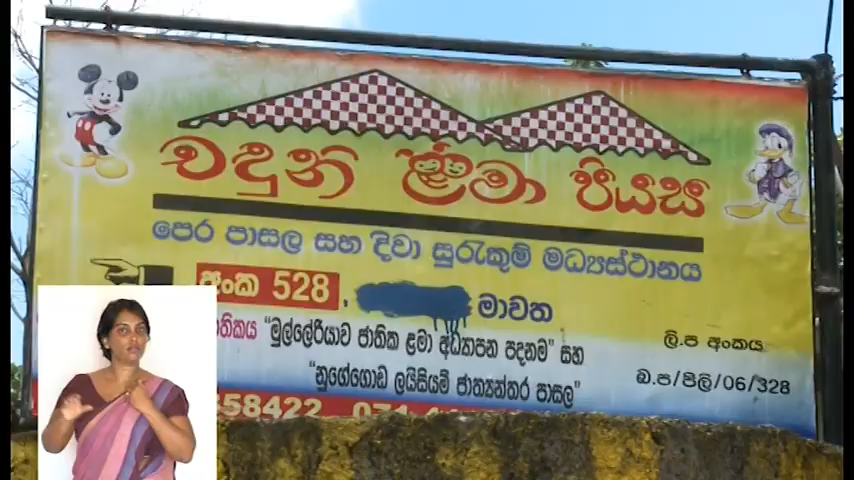 චදුනි ළමා පියස
පෙර පාසල සහ දිවා සුරැකුම් මධ්‍යස්ථානය
අංක 528, මාවත
"මුල්ලේරියාව ජාතික ළමා අධ්‍යාපන පදනම" සහ
"නුගේගොඩ ලයිසියම් ජාත්‍යන්තර පාසල"
ලි.ප අංකය
බ.ප/පිලි/06/328
458422